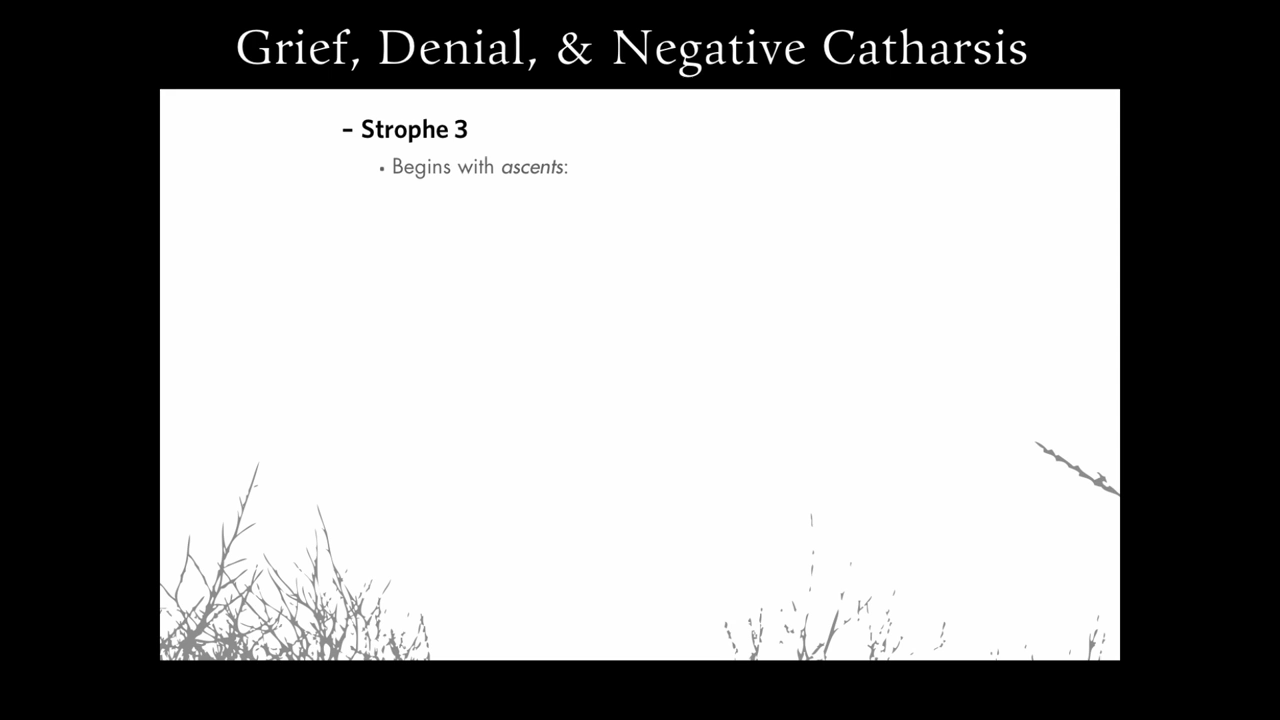 Grief, Denial, & Negative Catharsis
– Strophe 3
• Begins with ascents: